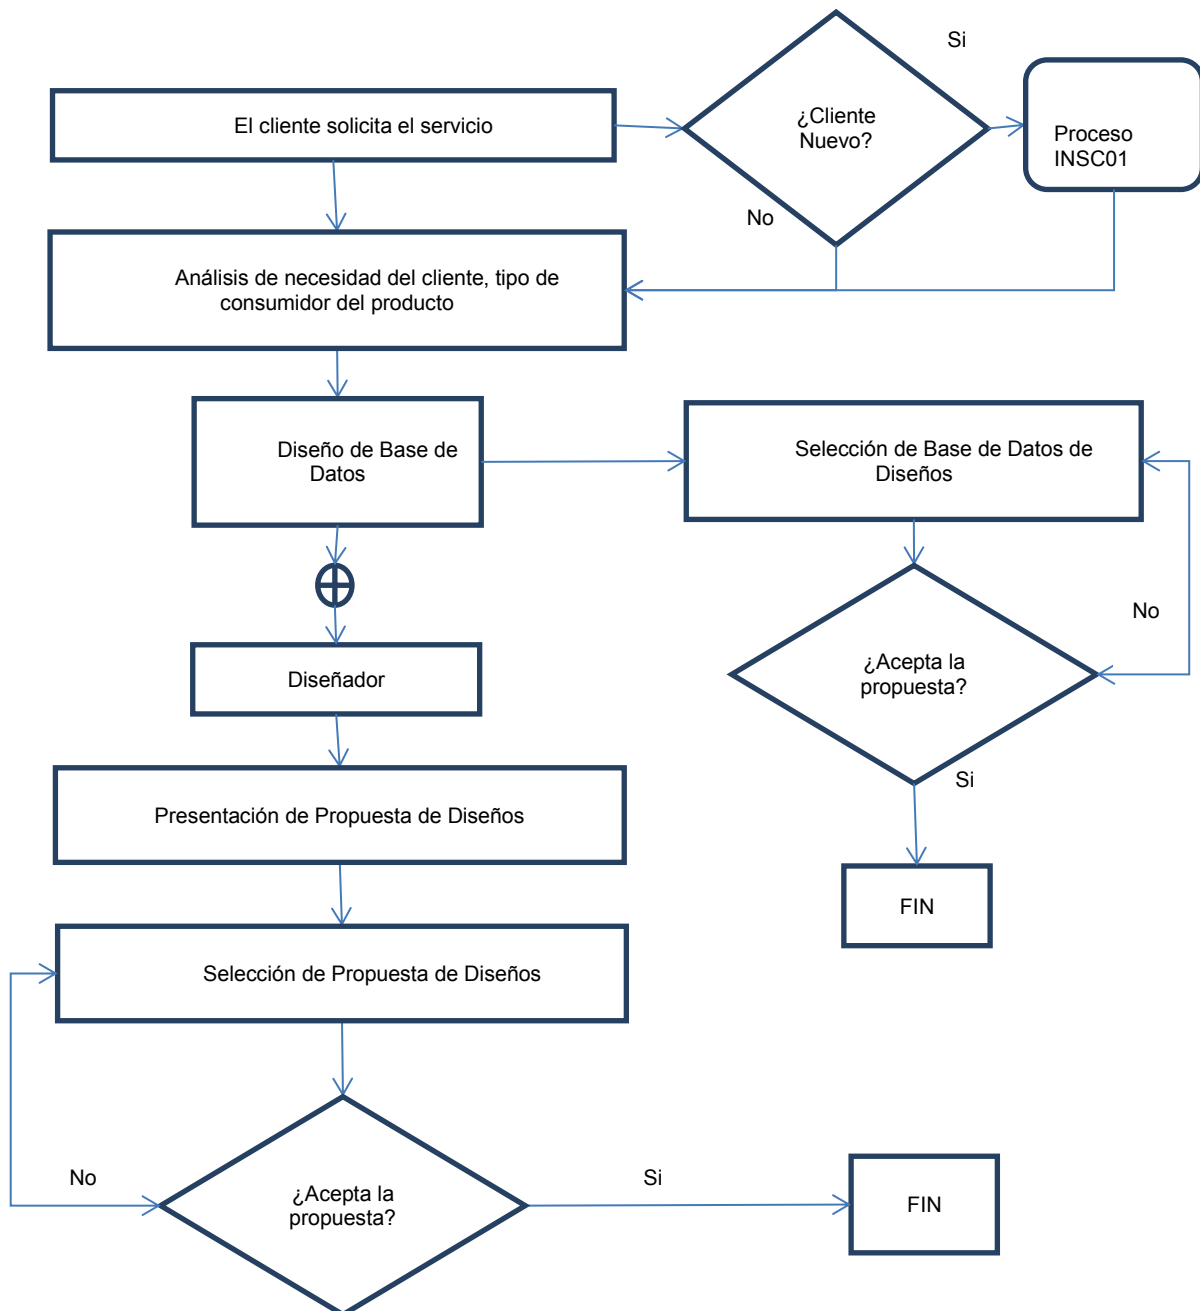 Si
El cliente solicita el servicio
¿Cliente
Nuevo?
Proceso
INSC01
No
Análisis de necesidad del cliente, tipo de
consumidor del producto
Diseño de Base de
Datos
Selección de Base de Datos de
Diseños
No
¿Acepta la
propuesta?
Diseñador
Si
Presentación de Propuesta de Diseños
FIN
Selección de Propuesta de Diseños
No
¿Acepta la
propuesta?
Si
FIN